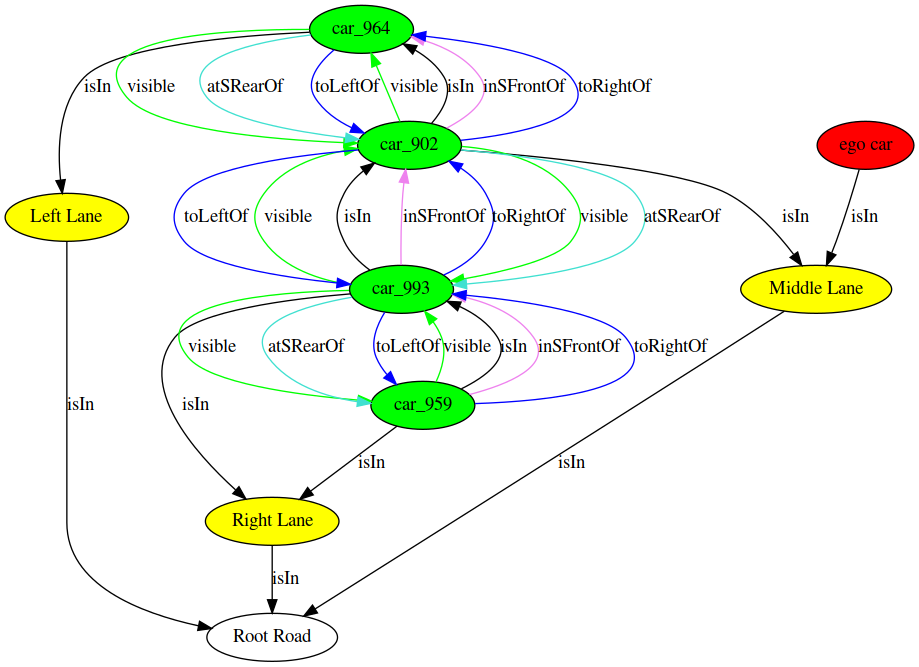 car_964
isIn visible atSRearOf toLeftOf visible isIn inSFrontOf toRightOf
car_902 ego car
Left Lane toLeftOf visible isIn inSFrontOf toRightOf visible atSRearOf isIn isIn
car_993 Middle Lane
visible atSRearOf toLeftOf visible isIn inSFrontOf toRightOf
isIn isIn car_959
isIn isIn
Right Lane
isIn
Root Road